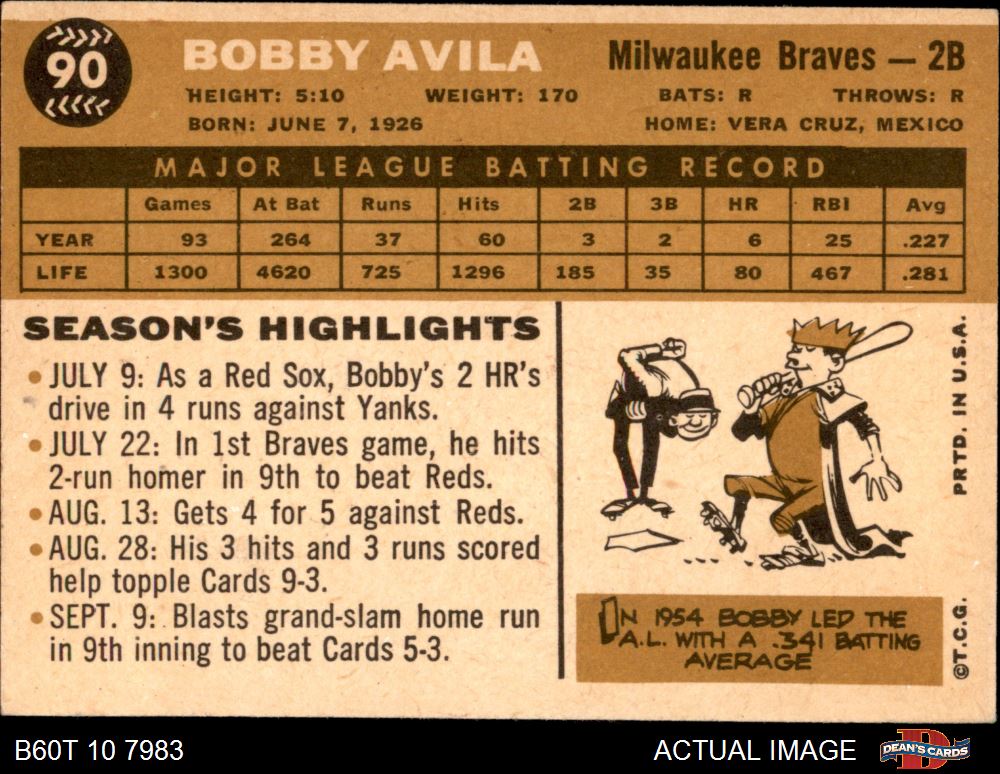 90
BOBBY AVILA
Milwaukee Braves — 2B
HEIGHT: 5:10 WEIGHT: 170 BATS: R THROWS: R
BORN: JUNE 7, 1926 HOME: VERA CRUZ, MEXICO
MAJOR LEAGUE BATTING RECORD
Games At Bat Runs Hits 2B 3B HR RBI Avg
YEAR 93 264 37 60 3 2 6 25 .227
LIFE 1300 4620 725 1296 185 35 80 467 .281
SEASON'S HIGHLIGHTS
• JULY 9: As a Red Sox, Bobby's 2 HR's
drive in 4 runs against Yanks.
• JULY 22: In 1st Braves game, he hits
2-run homer in 9th to beat Reds.
• AUG. 13: Gets 4 for 5 against Reds.
• AUG. 28: His 3 hits and 3 runs scored
help topple Cards 9-3.
• SEPT. 9: Blasts grand-slam home run
in 9th inning to beat Cards 5-3.
IN 1954 BOBBY LED THE
A.L. WITH A .341 BATTING
AVERAGE
PRTD. IN U.S.A.
©T.C.G.
B60T 10 7983
ACTUAL IMAGE
DEAN'S CARDS